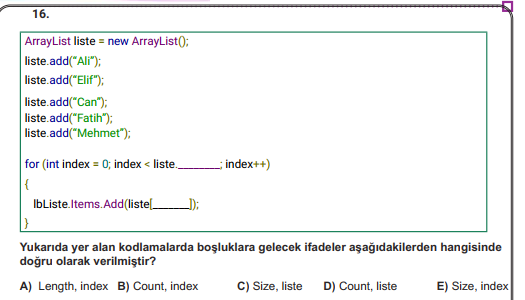 16.
ArrayList liste = new ArrayList();
liste.add("Ali");
liste.add("Elif");
liste.add("Can");
liste.add("Fatih");
liste.add("Mehmet");
for (int index = 0; index < liste.________; index++)
{
lbListe.Items.Add(liste[_______]);
}
Yukarıda yer alan kodlamalarda boşluklara gelecek ifadeler aşağıdakilerden hangisinde
doğru olarak verilmiştir?
A) Length, index B) Count, index C) Size, liste D) Count, liste E) Size, index